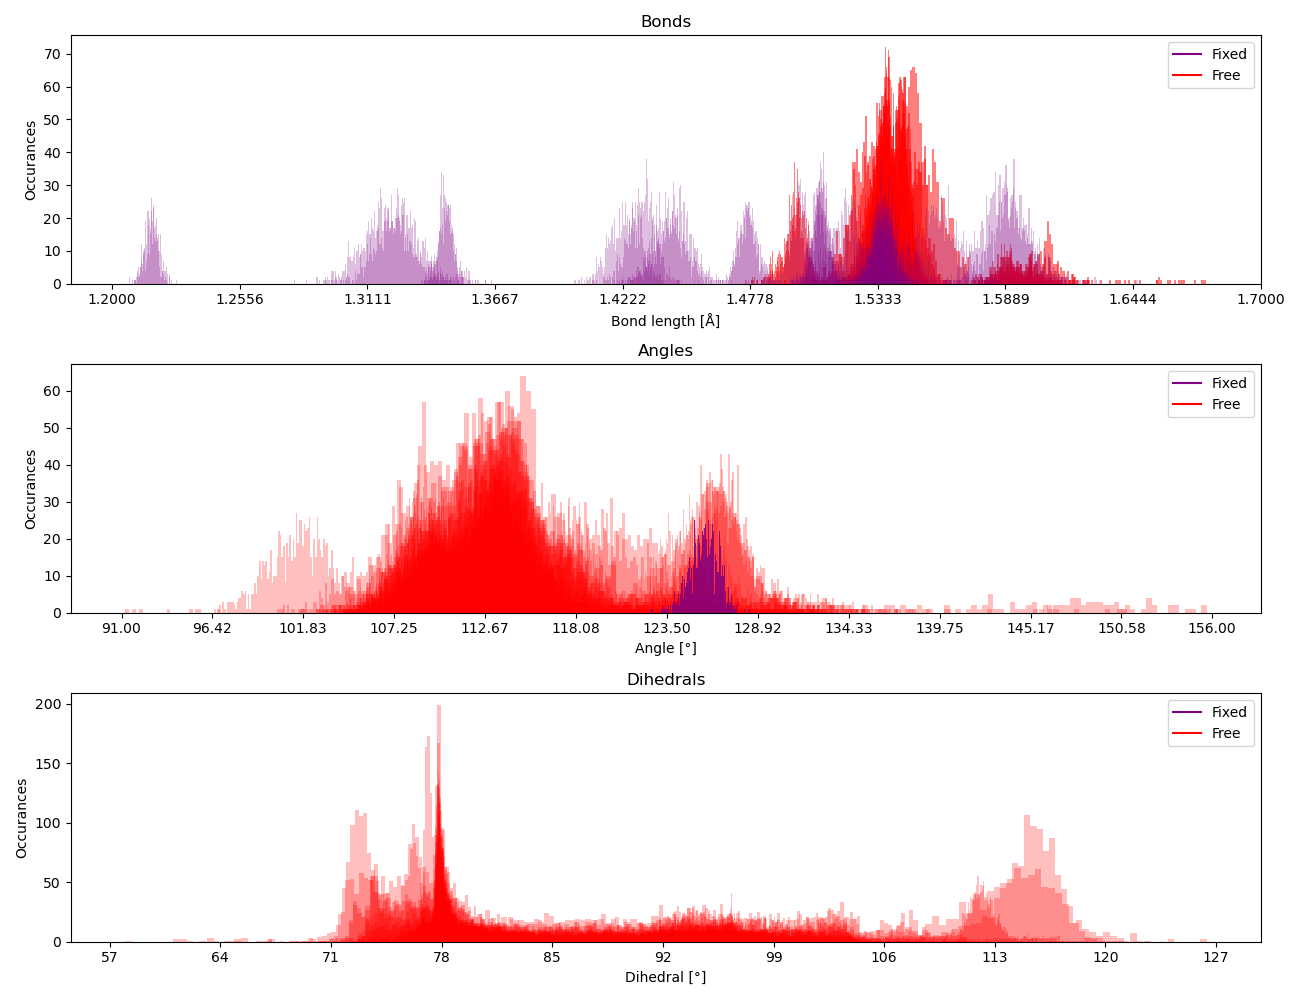 Bonds
70
60
50
40
30
20
10
0
Occurances
Fixed
Free
1.2000 1.2556 1.3111 1.3667 1.4222 1.4778 1.5333 1.5889 1.6444 1.7000
Bond length [Å]
Angles
60
50
40
30
20
10
0
Occurances
Fixed
Free
91.00 96.42 101.83 107.25 112.67 118.08 123.50 128.92 134.33 139.75 145.17 150.58 156.00
Angle [°]
Dihedrals
200
150
100
50
0
Occurances
Fixed
Free
57 64 71 78 85 92 99 106 113 120 127
Dihedral [°]